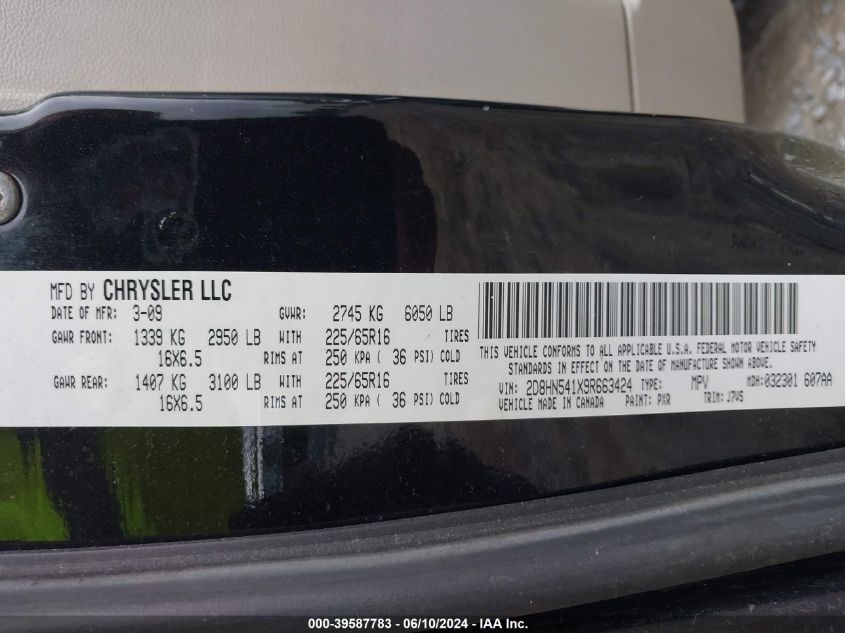 MFD BY CHRYSLER LLC
DATE OF MFR: 3-09 GVWR: 2745 KG 6050 LB
GAWR FRONT: 1339 KG 2950 LB WITH 225/65R16 TIRES
16X6.5 RIMS AT 250 KPA ( 36 PSI) COLD
GAWR REAR: 1407 KG 3100 LB WITH 225/65R16 TIRES
16X6.5 RIMS AT 250 KPA ( 36 PSI) COLD
THIS VEHICLE CONFORMS TO ALL APPLICABLE U.S.A. FEDERAL MOTOR VEHICLE SAFETY
STANDARDS IN EFFECT ON THE DATE OF MANUFACTURE SHOWN ABOVE.
VIN: 2D8HN541X9R663424 TYPE: MPV MDH: 032301 607AA
VEHICLE MADE IN CANADA PAINT: PXR TRIM: J7W5
000-39587783 - 06/10/2024 - IAA Inc.